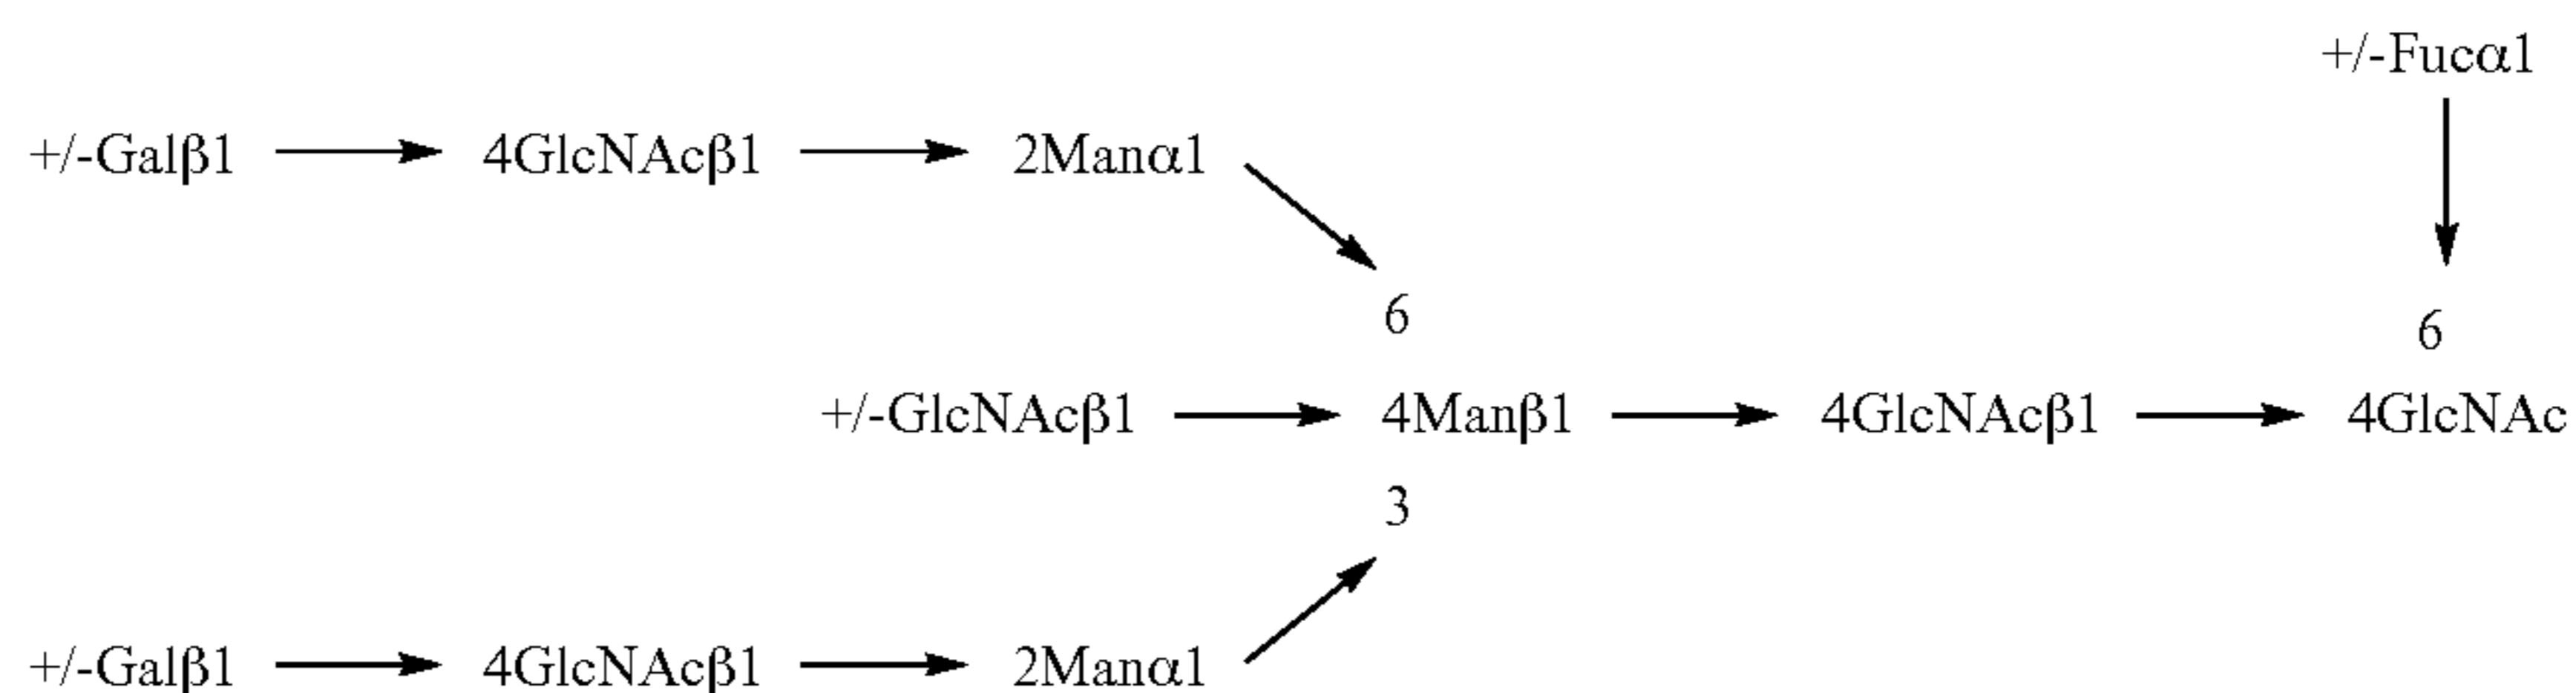 +/-Fucα1
+/-Galβ1 4GlcNAcβ1 2Manα1
6
6
+/-GlcNAcβ1 4Manβ1 4GlcNAcβ1 4GlcNAc
3
+/-Galβ1 4GlcNAcβ1 2Manα1